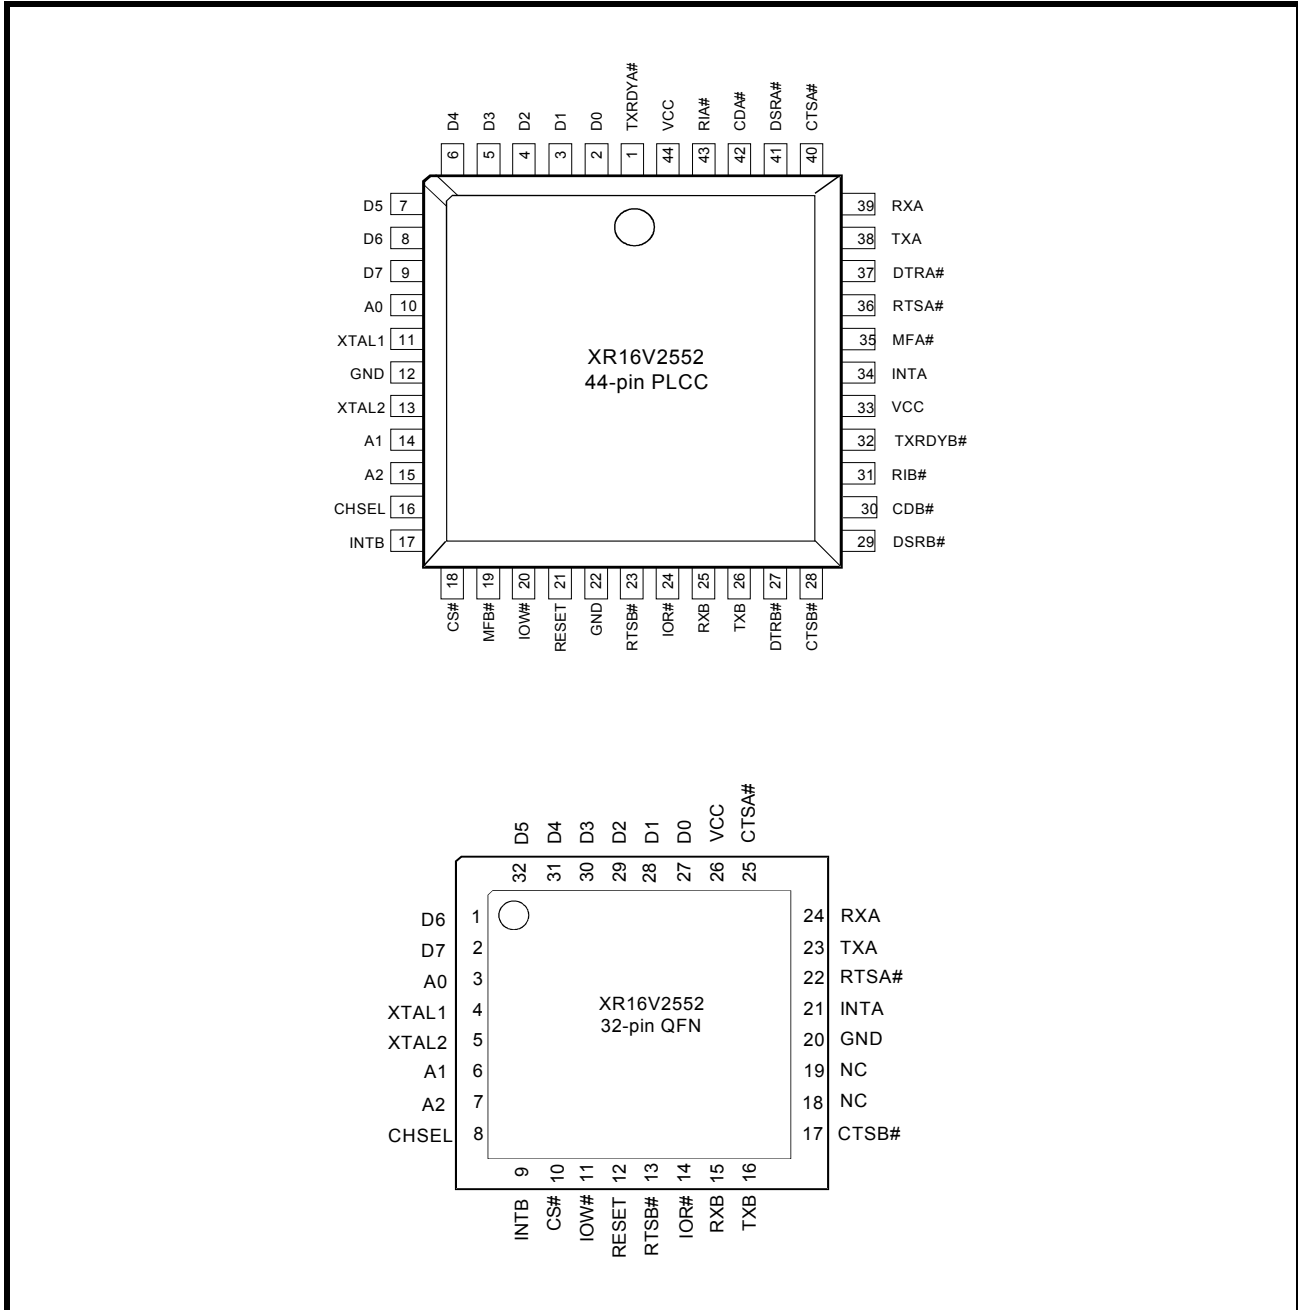 D4 D3 D2 D1 D0 TXRDYA# VCC RIA# CDA# DSRA# CTSA#
6 5 4 3 2 1 44 43 42 41 40
D5 7 39 RXA
D6 8 38 TXA
D7 9 37 DTRA#
A0 10 36 RTSA#
XTAL1 11 35 MFA#
GND 12 34 INTA
XTAL2 13 33 VCC
A1 14 32 TXRDYB#
A2 15 31 RIB#
CHSEL 16 30 CDB#
INTB 17 29 DSRB#
XR16V2552
44-pin PLCC
18 19 20 21 22 23 24 25 26 27 28
CS# MFB# IOW# RESET GND RTSB# IOR# RXB TXB DTRB# CTSB#
D5 D4 D3 D2 D1 D0 VCC CTSA#
32 31 30 29 28 27 26 25
D6 1 24 RXA
D7 2 23 TXA
A0 3 22 RTSA#
XTAL1 4 21 INTA
XTAL2 5 20 GND
A1 6 19 NC
A2 7 18 NC
CHSEL 8 17 CTSB#
XR16V2552
32-pin QFN
9 10 11 12 13 14 15 16
INTB CS# IOW# RESET RTSB# IOR# RXB TXB